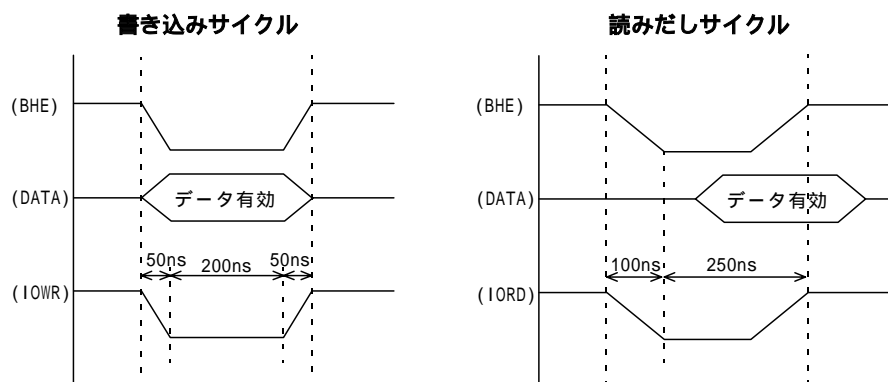 書き込みサイクル
(BHE)
(DATA)
データ有効
50ns
200ns
50ns
(IOWR)
読みだしサイクル
(BHE)
(DATA)
データ有効
100ns
250ns
(IORD)